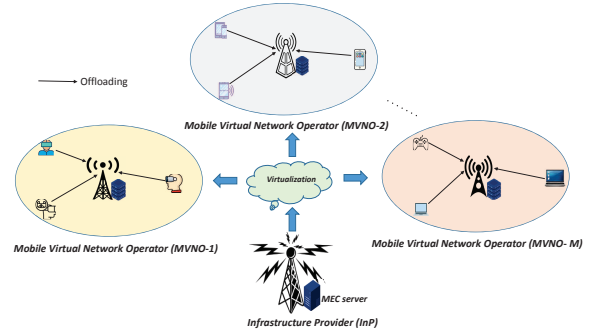 Offloading
Mobile Virtual Network Operator (MVNO-2)
Virtualization
Mobile Virtual Network Operator (MVNO-1)
Mobile Virtual Network Operator (MVNO- M)
MEC server
Infrastructure Provider (InP)